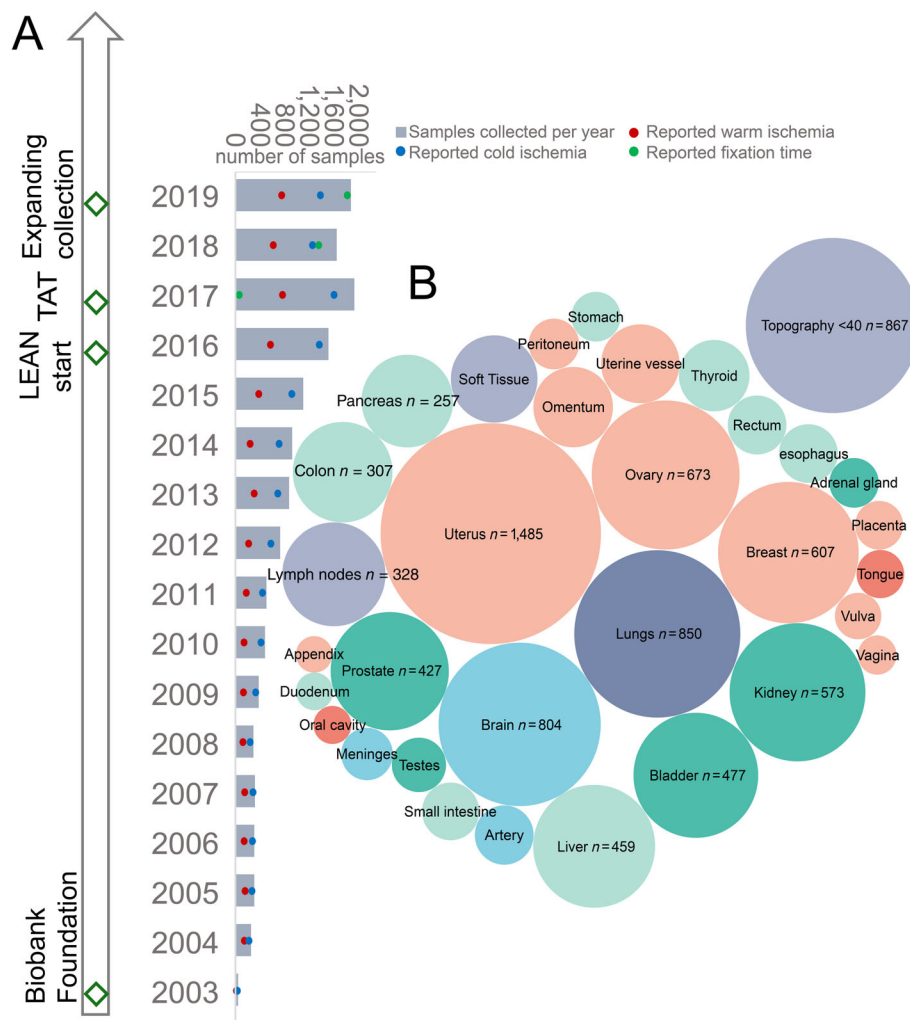 A
0
400
800
1,200
1,600
2,000
number of samples
Samples collected per year
Reported warm ischemia
Reported cold ischemia
Reported fixation time
Expanding
collection
TAT
LEAN
start
Biobank
Foundation
2019
2018
2017
2016
2015
2014
2013
2012
2011
2010
2009
2008
2007
2006
2005
2004
2003
B
Topography <40 n = 867
Stomach
Peritoneum
Uterine vessel
Soft Tissue
Thyroid
Pancreas n = 257
Omentum
Rectum
esophagus
Colon n = 307
Ovary n = 673
Adrenal gland
Placenta
Uterus n = 1,485
Breast n = 607
Tongue
Lymph nodes n = 328
Vulva
Lungs n = 850
Vagina
Appendix
Prostate n = 427
Kidney n = 573
Duodenum
Oral cavity
Brain n = 804
Meninges
Testes
Bladder n = 477
Small intestine
Artery
Liver n = 459